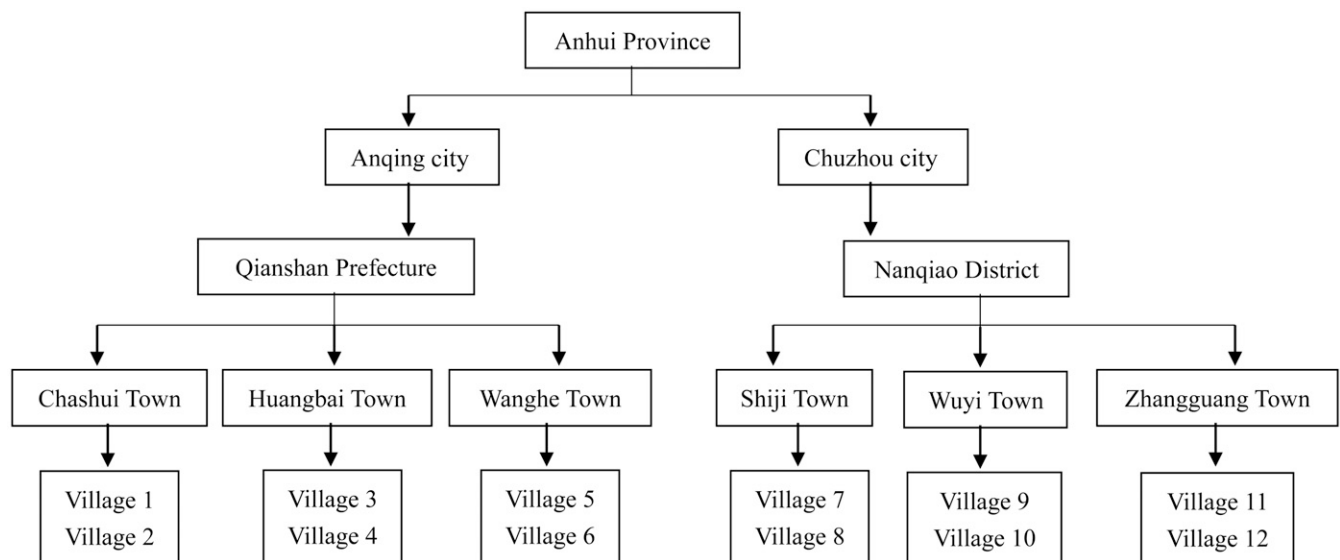 Anhui Province
Anqing city
Chuzhou city
Qianshan Prefecture
Nanqiao District
Chashui Town
Huangbai Town
Wanghe Town
Shiji Town
Wuyi Town
Zhangguang Town
Village 1
Village 2
Village 3
Village 4
Village 5
Village 6
Village 7
Village 8
Village 9
Village 10
Village 11
Village 12